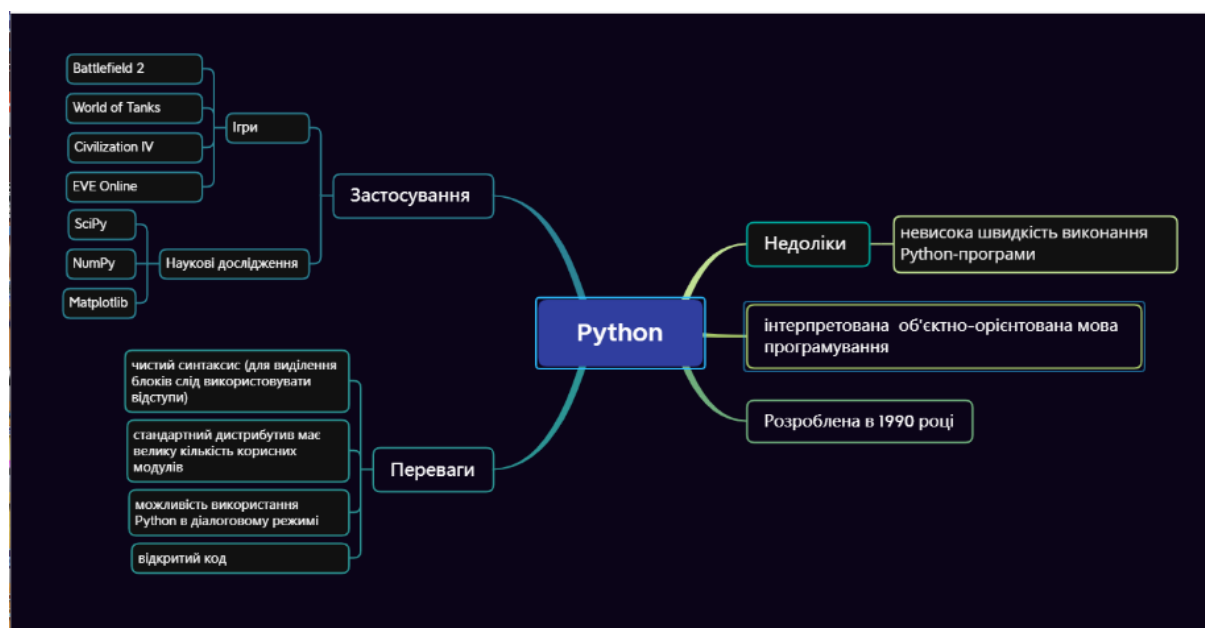 Battlefield 2
World of Tanks
Civilization IV
EVE Online
Ігри
SciPy
NumPy
Matplotlib
Наукові дослідження
Застосування
чистий синтаксис (для виділення
блоків слід використовувати
відступи)
стандартний дистрибутив має
велику кількість корисних
модулів
можливість використання
Python в діалоговому режимі
відкритий код
Переваги
Python
Недоліки
невисока швидкість виконання
Python-програми
інтерпретована об'єктно-орієнтована мова
програмування
Розроблена в 1990 році